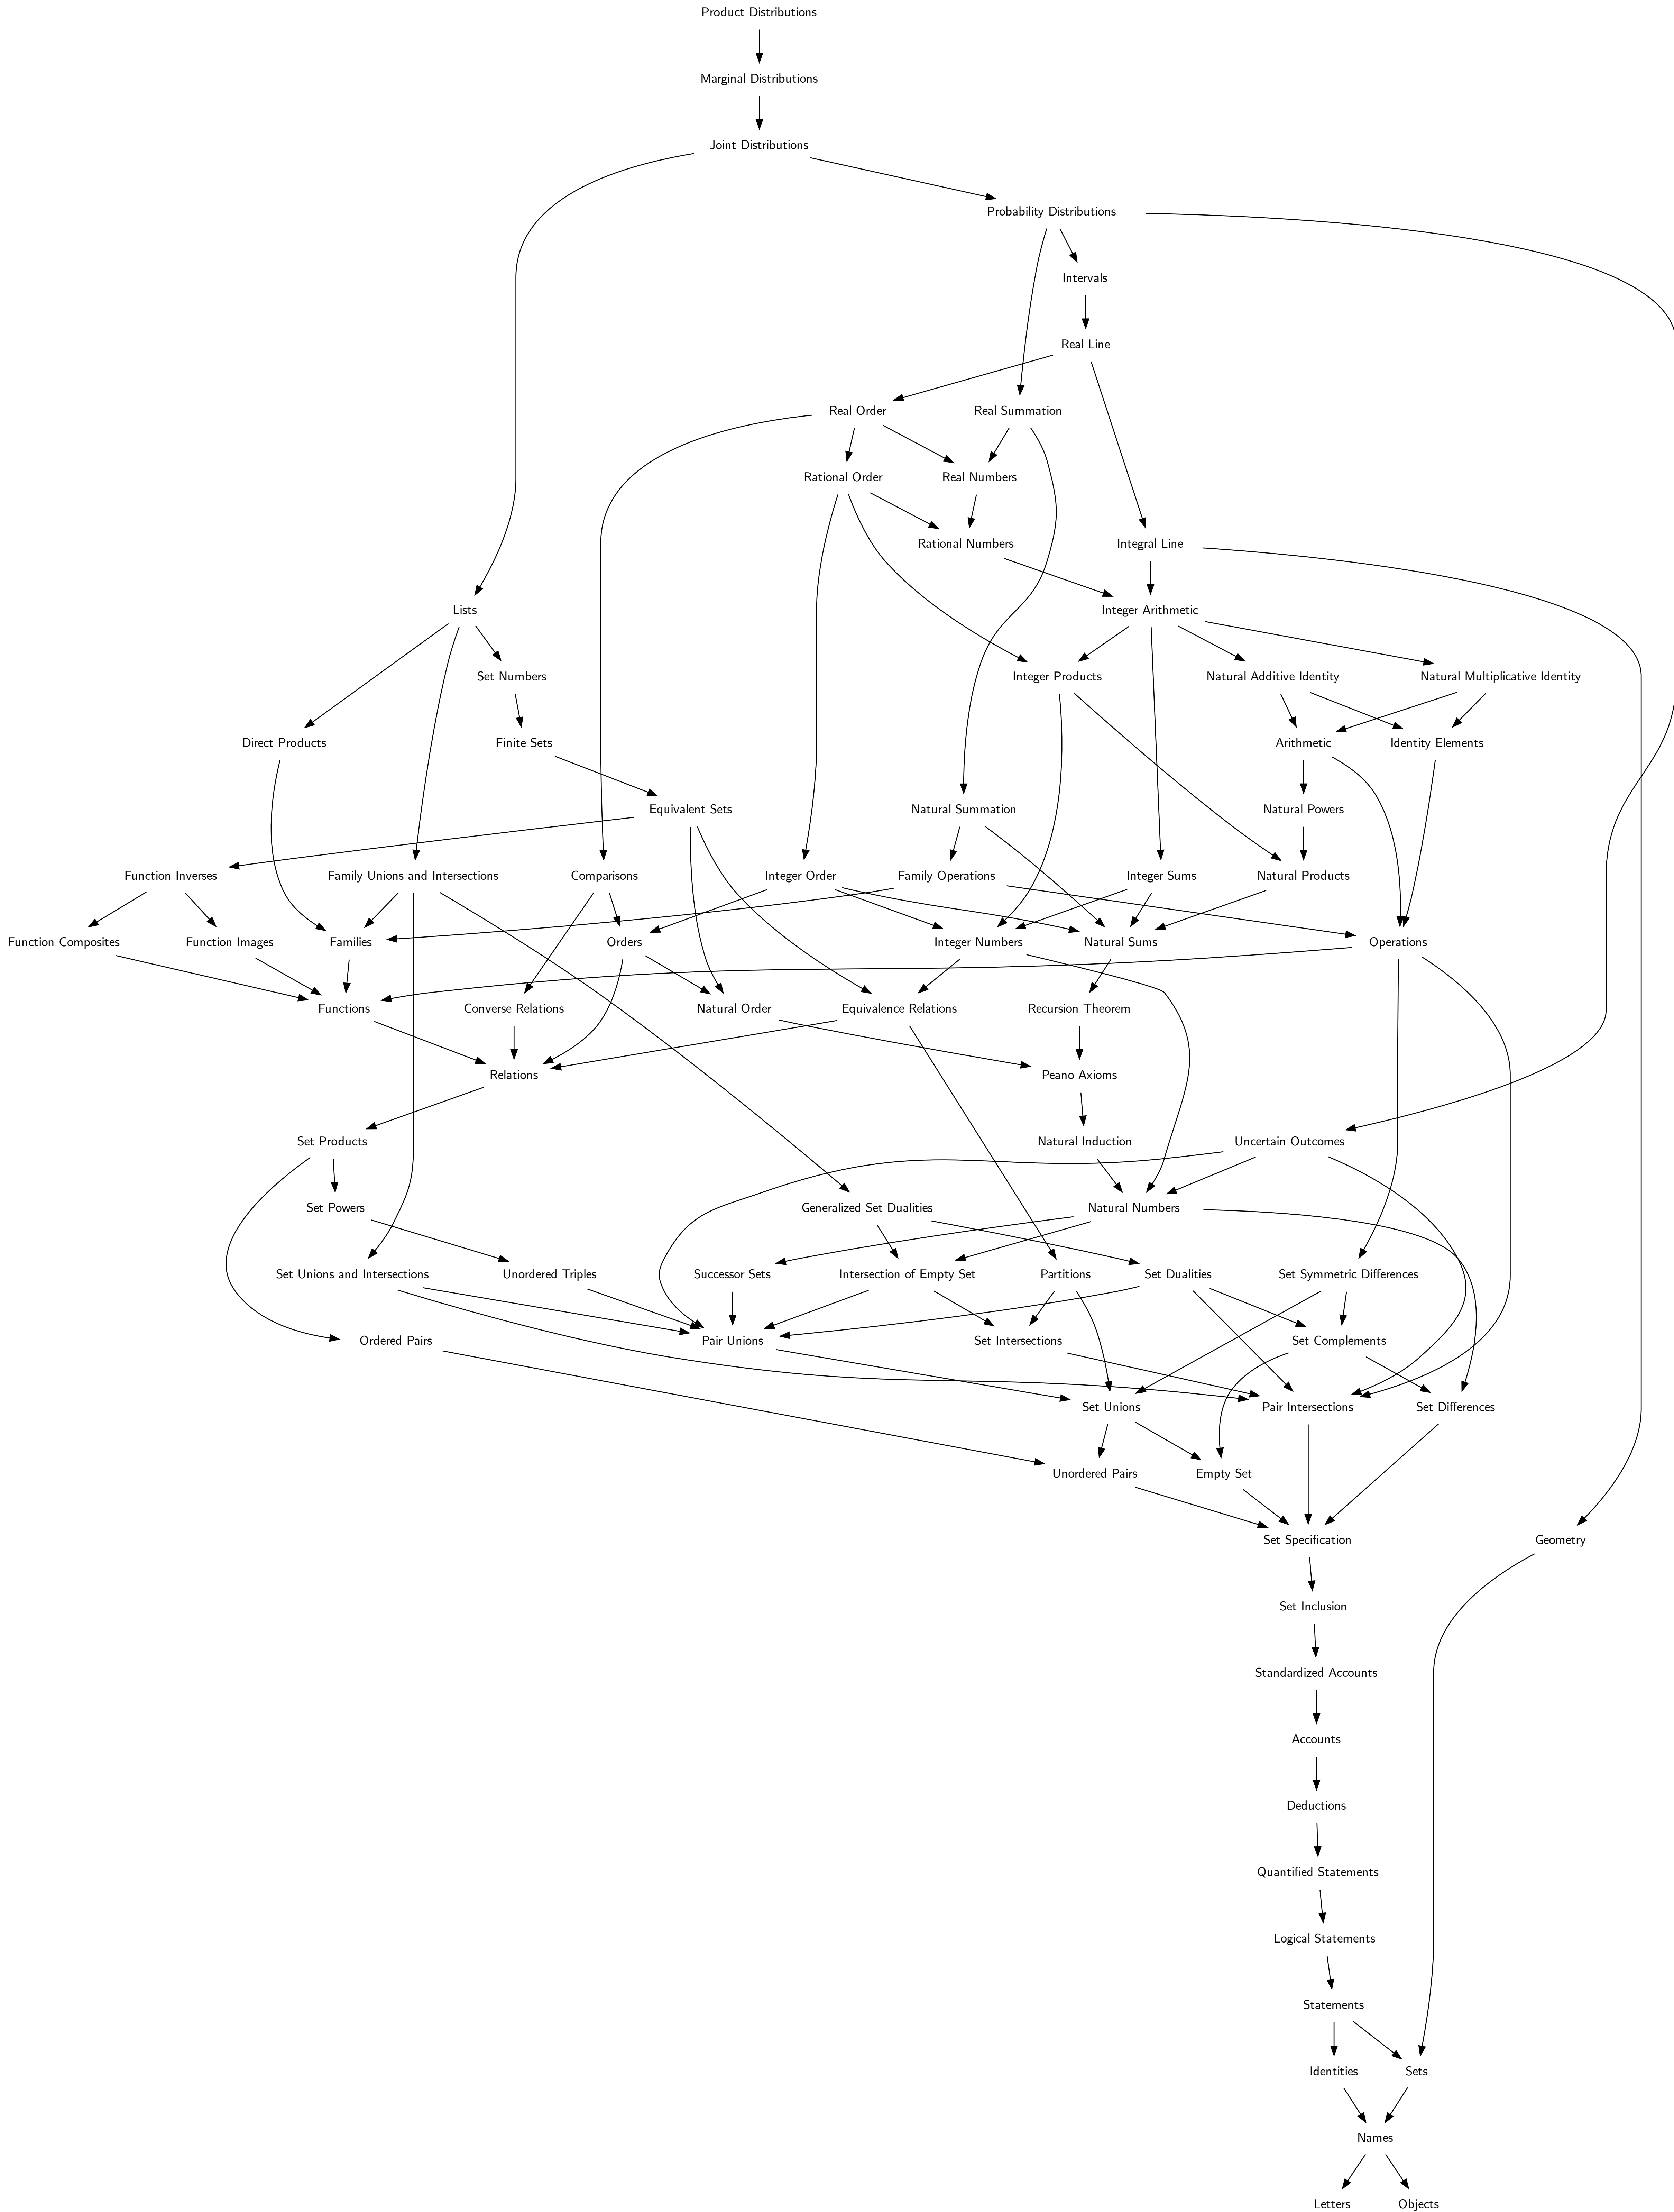 Product Distributions
Marginal Distributions
Joint Distributions
Probability Distributions
Intervals
Real Line
Real Order
Real Summation
Rational Order
Real Numbers
Rational Numbers
Integral Line
Lists
Integer Arithmetic
Set Numbers
Integer Products
Natural Additive Identity
Natural Multiplicative Identity
Direct Products
Finite Sets
Arithmetic
Identity Elements
Equivalent Sets
Natural Summation
Natural Powers
Function Inverses
Family Unions and Intersections
Comparisons
Integer Order
Family Operations
Integer Sums
Natural Products
Function Composites
Function Images
Families
Orders
Integer Numbers
Natural Sums
Operations
Functions
Converse Relations
Natural Order
Equivalence Relations
Recursion Theorem
Relations
Peano Axioms
Set Products
Natural Induction
Uncertain Outcomes
Set Powers
Generalized Set Dualities
Natural Numbers
Set Unions and Intersections
Unordered Triples
Successor Sets
Intersection of Empty Set
Partitions
Set Dualities
Set Symmetric Differences
Ordered Pairs
Pair Unions
Set Intersections
Set Complements
Set Unions
Pair Intersections
Set Differences
Unordered Pairs
Empty Set
Set Specification
Geometry
Set Inclusion
Standardized Accounts
Accounts
Deductions
Quantified Statements
Logical Statements
Statements
Identities
Sets
Names
Letters
Objects